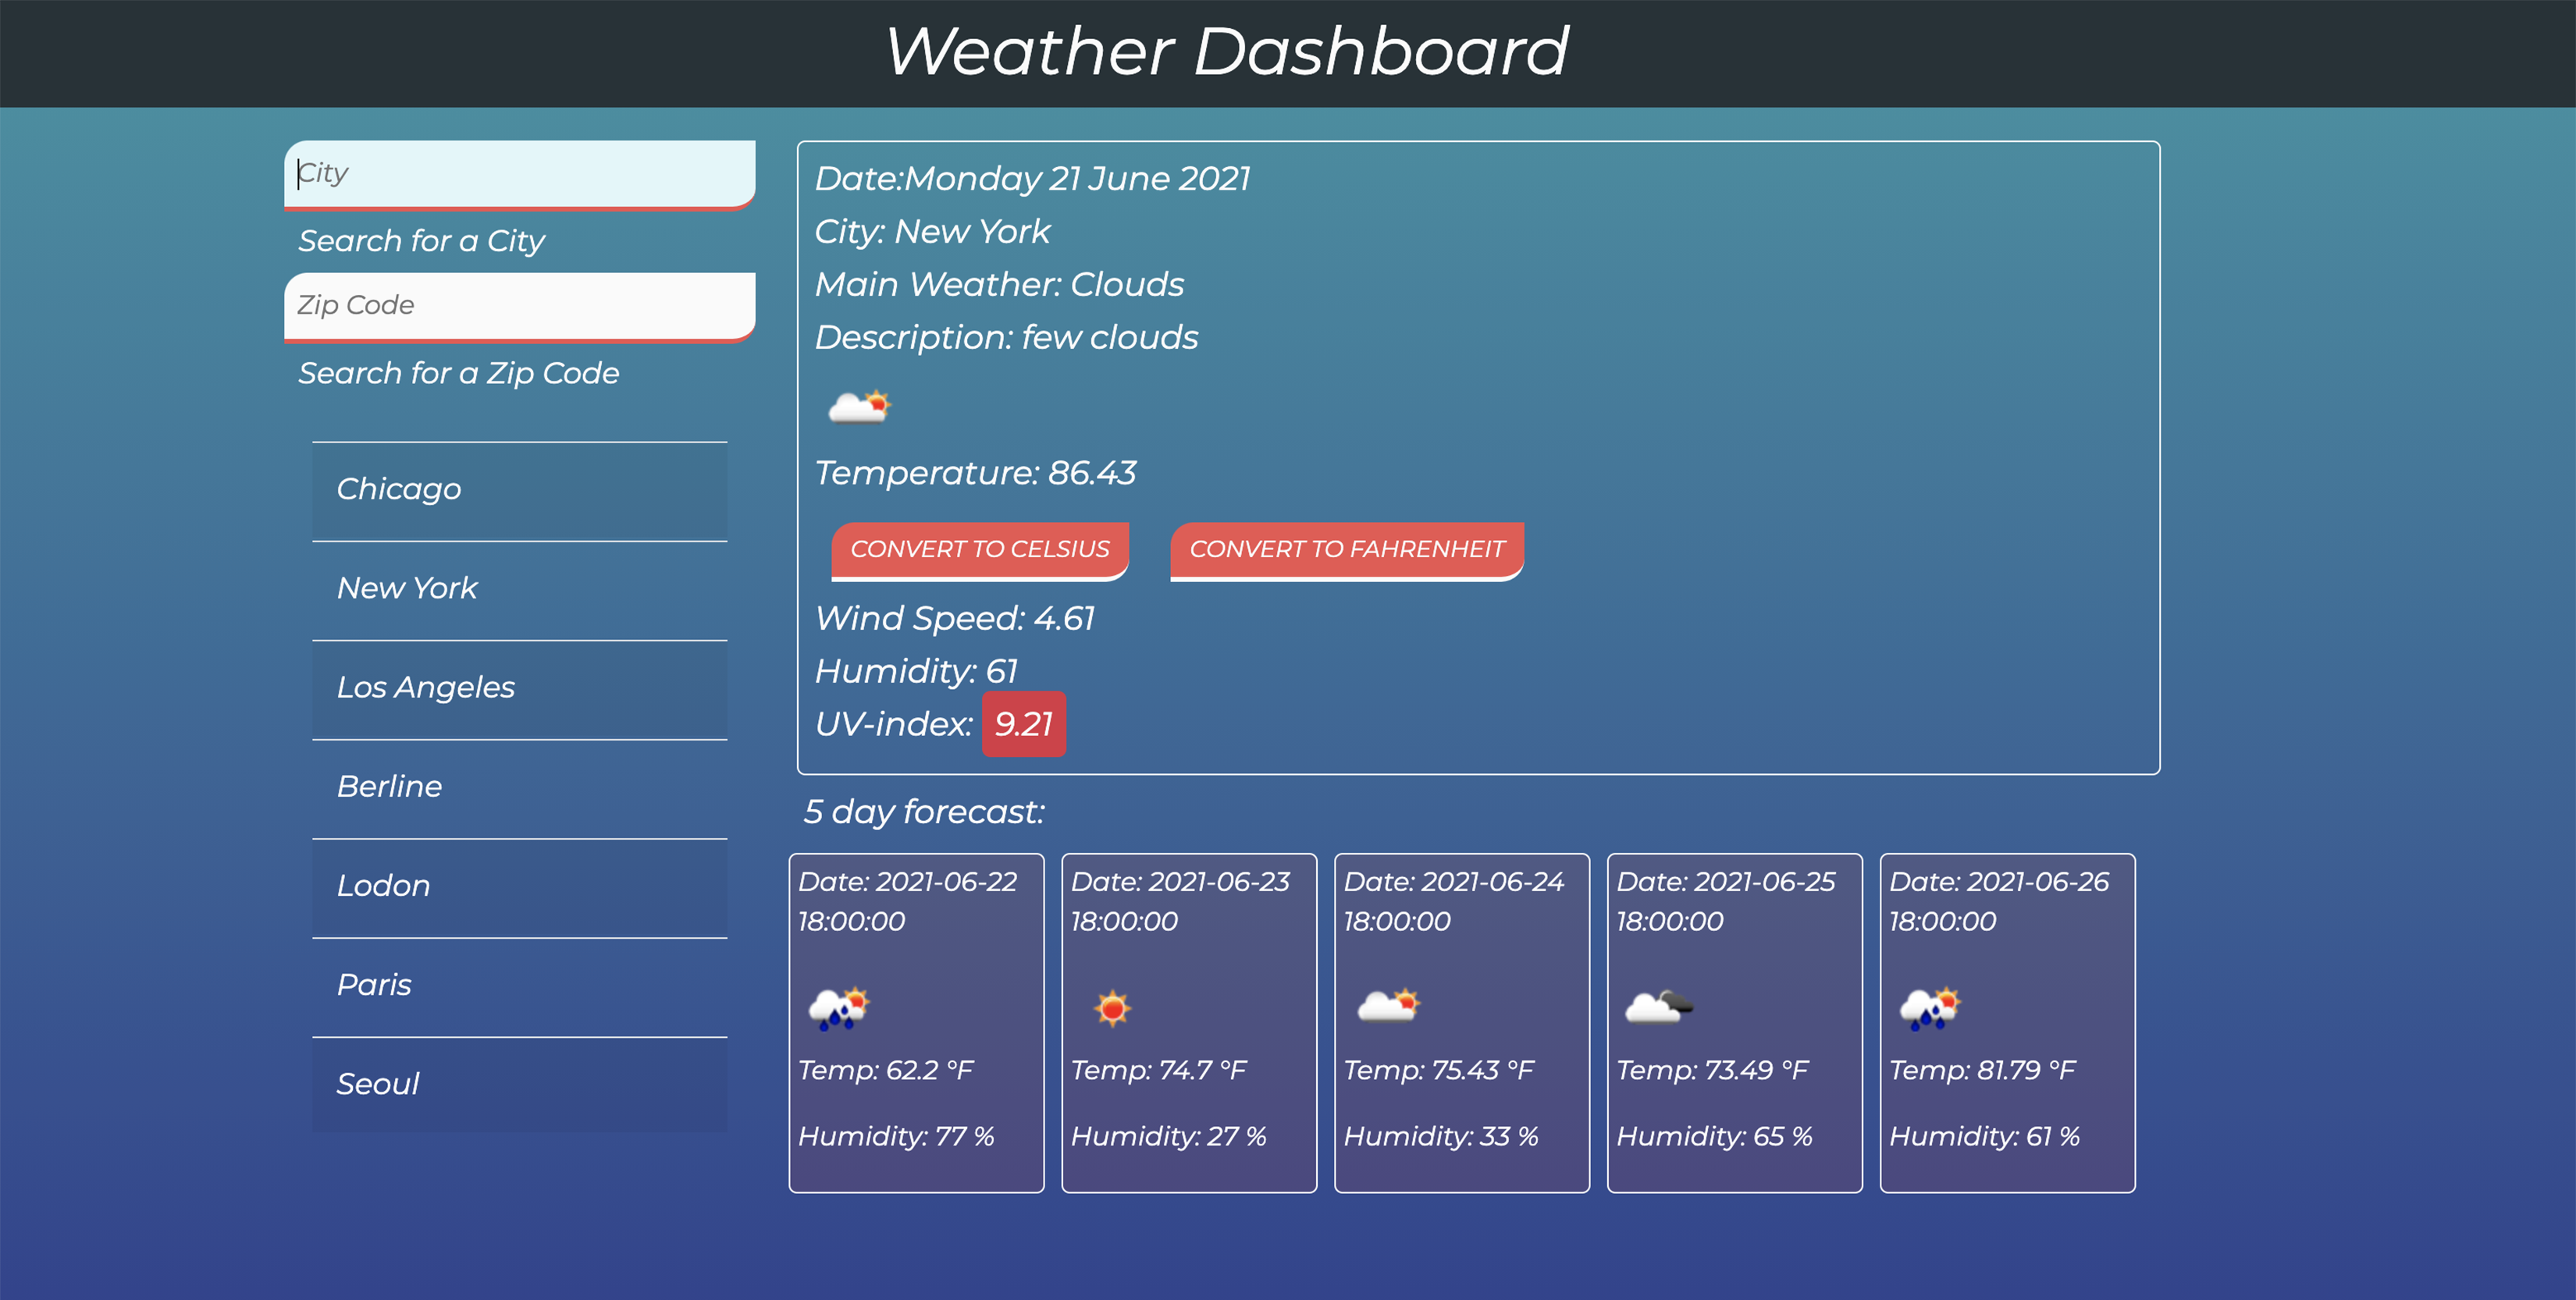 Weather Dashboard
City
Search for a City
Zip Code
Search for a Zip Code
Chicago
New York
Los Angeles
Berline
Lodon
Paris
Seoul
Date:Monday 21 June 2021
City: New York
Main Weather: Clouds
Description: few clouds
Temperature: 86.43
CONVERT TO CELSIUS
CONVERT TO FAHRENHEIT
Wind Speed: 4.61
Humidity: 61
UV-index: 9.21
5 day forecast:
Date: 2021-06-22
18:00:00
Temp: 62.2 °F
Humidity: 77 %
Date: 2021-06-23
18:00:00
Temp: 74.7 °F
Humidity: 27 %
Date: 2021-06-24
18:00:00
Temp: 75.43 °F
Humidity: 33 %
Date: 2021-06-25
18:00:00
Temp: 73.49 °F
Humidity: 65 %
Date: 2021-06-26
18:00:00
Temp: 81.79 °F
Humidity: 61 %